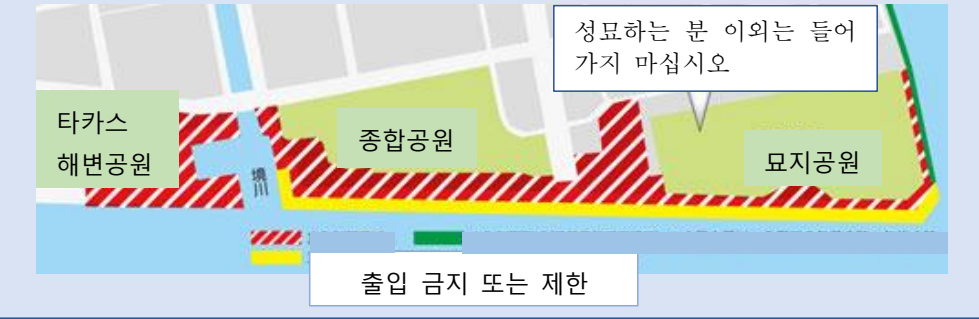 성묘하는 분 이외는 들어
가지 마십시오
타카스
해변공원
종합공원
묘지공원
境川
출입 금지 또는 제한